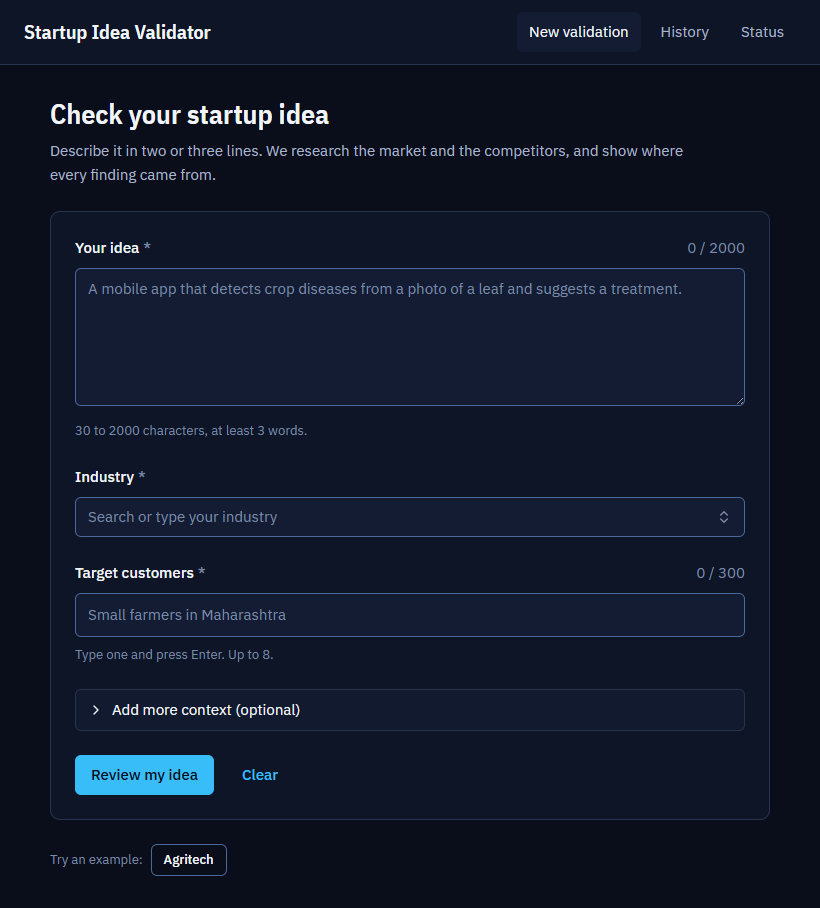 Startup Idea Validator
New validation
History
Status
Check your startup idea
Describe it in two or three lines. We research the market and the competitors, and show where
every finding came from.
Your idea *
0 / 2000
A mobile app that detects crop diseases from a photo of a leaf and suggests a treatment.
30 to 2000 characters, at least 3 words.
Industry *
Search or type your industry
Target customers *
0 / 300
Small farmers in Maharashtra
Type one and press Enter. Up to 8.
Add more context (optional)
Review my idea
Clear
Try an example:
Agritech